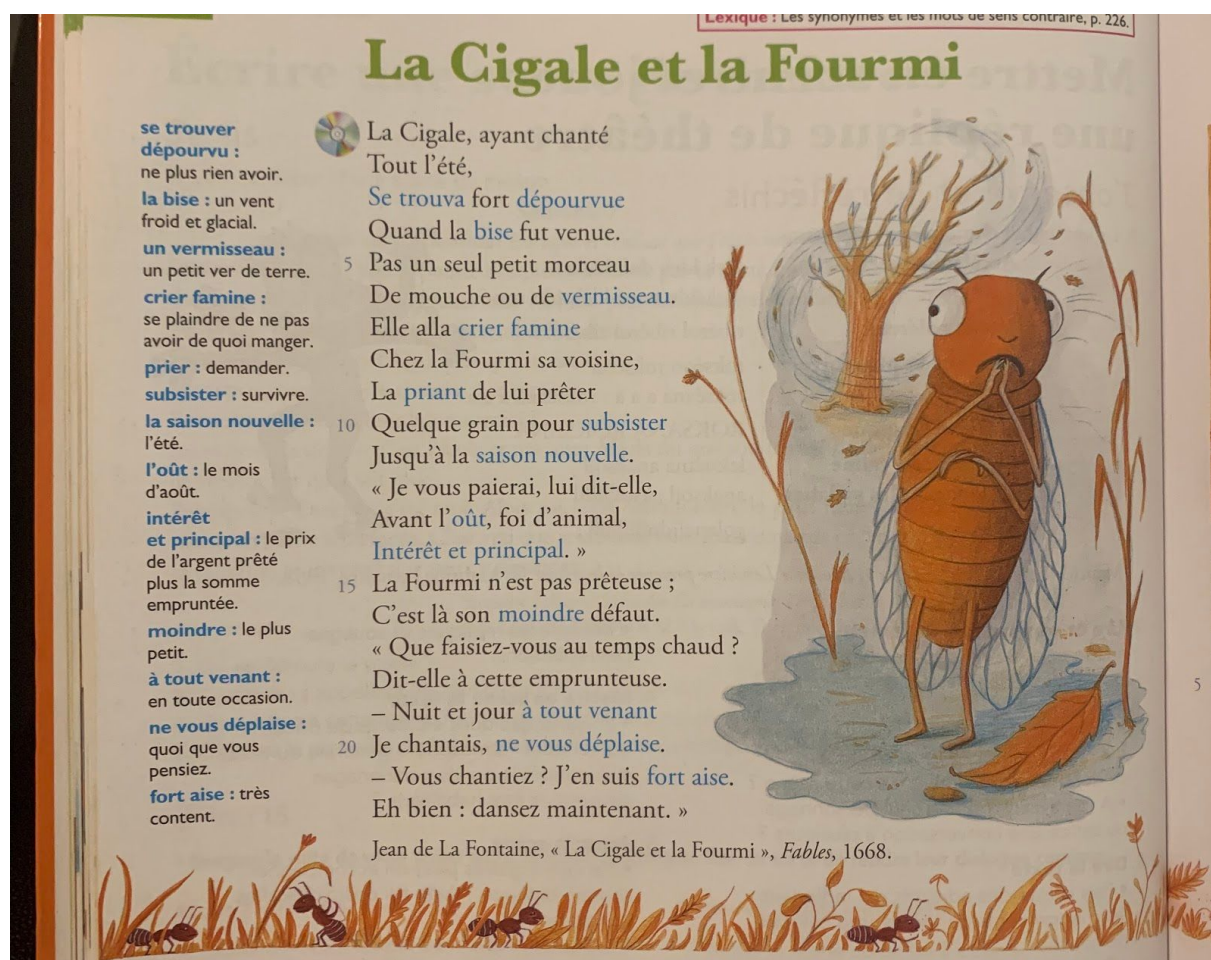 Lexique : Les synonymes et les mots de sens contraire, p. 226.
La Cigale et la Fourmi
se trouver
dépourvu :
ne plus rien avoir.
la bise : un vent
froid et glacial.
un vermisseau :
un petit ver de terre.
crier famine :
se plaindre de ne pas
avoir de quoi manger.
prier : demander.
subsister : survivre.
la saison nouvelle :
l'été.
l'oût : le mois
d'août.
intérêt
et principal : le prix
de l'argent prêté
plus la somme
empruntée.
moindre : le plus
petit.
à tout venant :
en toute occasion.
ne vous déplaise :
quoi que vous
pensiez.
fort aise : très
content.
La Cigale, ayant chanté
Tout l'été,
Se trouva fort dépourvue
Quand la bise fut venue.
5 Pas un seul petit morceau
De mouche ou de vermisseau.
Elle alla crier famine
Chez la Fourmi sa voisine,
La priant de lui prêter
10 Quelque grain pour subsister
Jusqu'à la saison nouvelle.
« Je vous paierai, lui dit-elle,
Avant l'oût, foi d'animal,
Intérêt et principal. »
15 La Fourmi n'est pas prêteuse ;
C'est là son moindre défaut.
« Que faisiez-vous au temps chaud ?
Dit-elle à cette emprunteuse.
– Nuit et jour à tout venant
20 Je chantais, ne vous déplaise.
– Vous chantiez ? J'en suis fort aise.
Eh bien : dansez maintenant. »
Jean de La Fontaine, « La Cigale et la Fourmi », Fables, 1668.
5